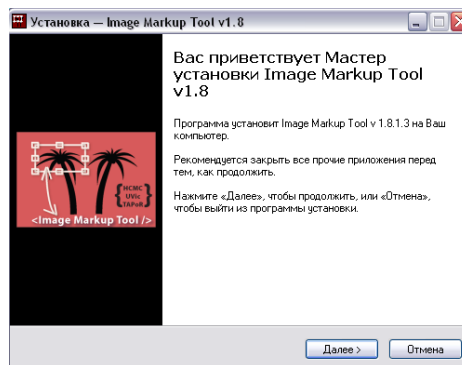 Установка — Image Markup Tool v1.8
Вас приветствует Мастер
установки Image Markup Tool
v1.8
Программа установит Image Markup Tool v 1.8.1.3 на Ваш
компьютер.
Рекомендуется закрыть все прочие приложения перед
тем, как продолжить.
Нажмите «Далее», чтобы продолжить, или «Отмена»,
чтобы выйти из программы установки.
HCMC
UVic
TAPoR
<Image Markup Tool />
Далее >
Отмена